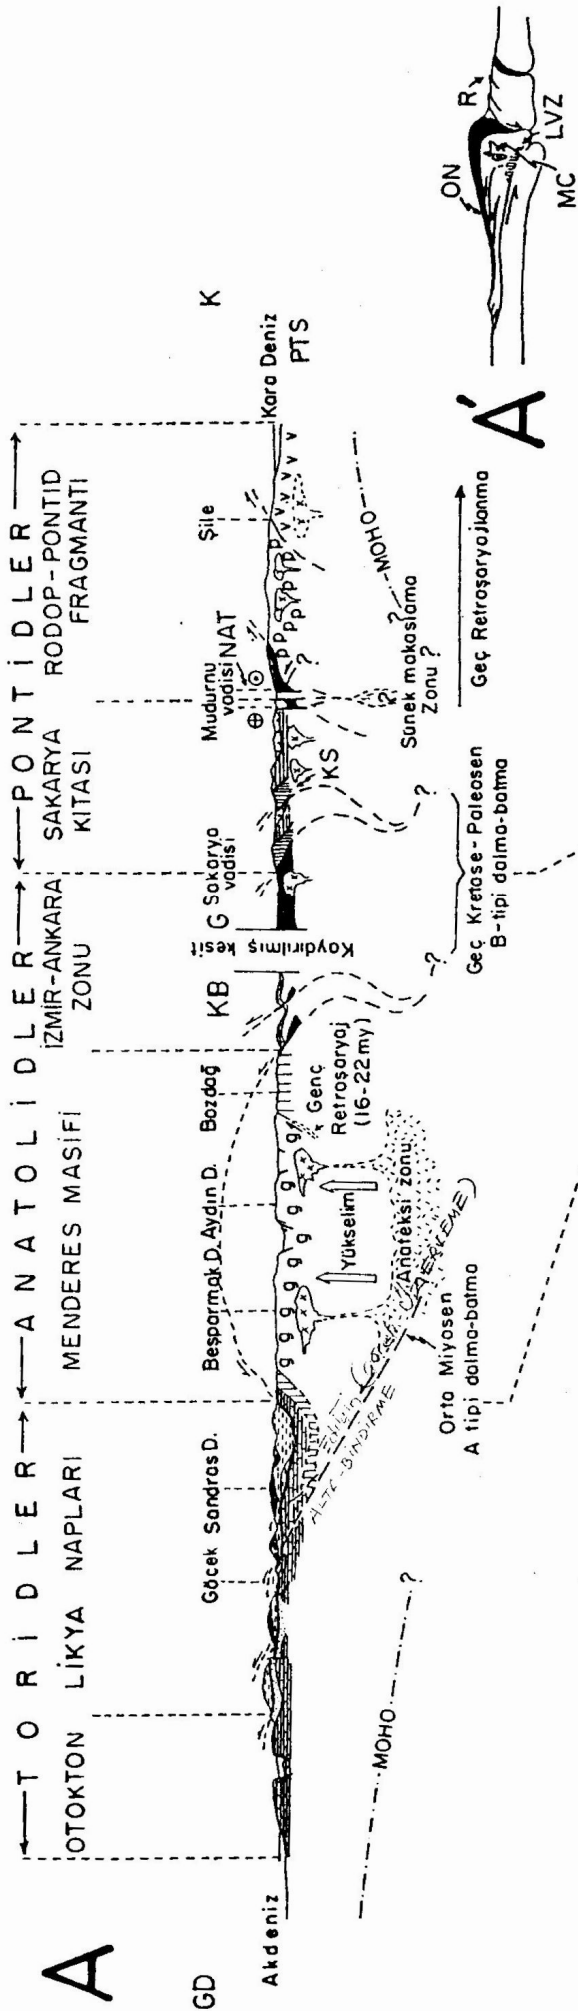 A
T O R İ D L E R
A N A T O L İ D L E R
P O N T İ D L E R
OTOKTON
LİKYA NAPLARI
MENDERES MASİFİ
İZMİR-ANKARA
ZONU
SAKARYA
KITASI
RODOP-PONTİD
FRAGMANTI
GD
KB
G
K
Akdeniz
Göcek
Sandras D.
Beşparmak D.
Aydın D.
Bozdağ
Kaydırılmış kesit
Sakarya
vadisi
Mudurnu
vadisi
NAT
Şile
Kara Deniz
PTS
g g g g g g g g
Yükselim
Anateksi zonu
Genç
Retroşaryaj
(16-22 my)
KS
P P P P P P P
v v v v v v
MOHO
?
ALTA-BİNDİRME
Orta Miyosen
A tipi dalma-batma
?
?
Geç Kretase-Paleosen
B-tipi dalma-batma
?
Sünek makaslama
Zonu ?
?
MOHO
Geç Retroşaryajlanma
A'
ON
R
LVZ
MC